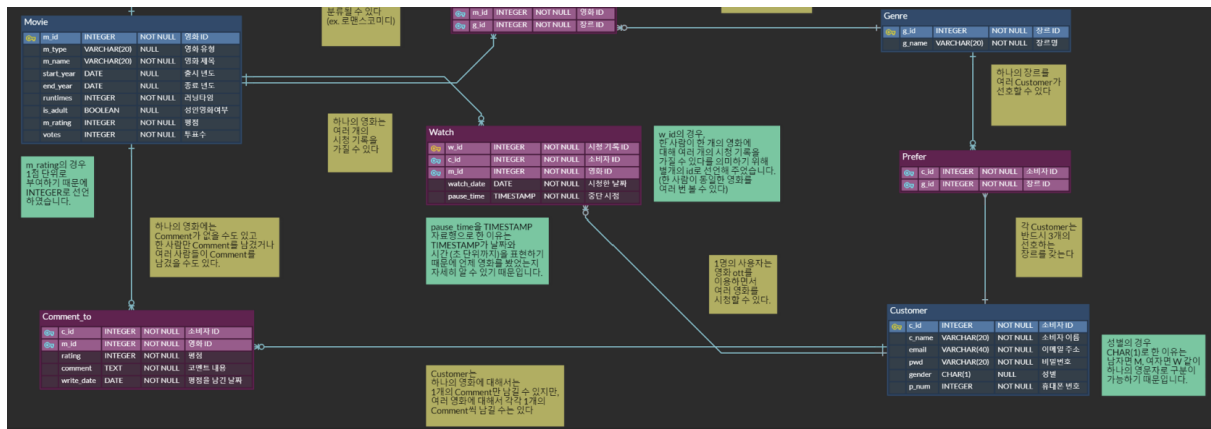 분류될 수 있다
(ex. 로맨스코미디)
m_id INTEGER NOT NULL 영화 ID
g_id INTEGER NOT NULL 장르 ID
Movie
m_id INTEGER NOT NULL 영화 ID
m_type VARCHAR(20) NULL 영화 유형
m_name VARCHAR(20) NOT NULL 영화 제목
start_year DATE NULL 출시 년도
end_year DATE NULL 종료 년도
runtimes INTEGER NOT NULL 러닝타임
is_adult BOOLEAN NULL 성인영화여부
m_rating INTEGER NOT NULL 평점
votes INTEGER NOT NULL 투표수
Genre
g_id INTEGER NOT NULL 장르 ID
g_name VARCHAR(20) NOT NULL 장르명
하나의 장르를
여러 Customer가
선호할 수 있다
하나의 영화는
여러 개의
시청 기록을
가질 수 있다
Watch
w_id INTEGER NOT NULL 시청 기록 ID
c_id INTEGER NOT NULL 소비자 ID
m_id INTEGER NOT NULL 영화 ID
watch_date DATE NOT NULL 시청한 날짜
pause_time TIMESTAMP NOT NULL 중단 시점
w_id의 경우,
한 사람이 한 개의 영화에
대해 여러 개의 시청 기록을
가질 수 있다를 의미하기 위해
별개의 id로 선언해 주었습니다.
(한 사람이 동일한 영화를
여러 번 볼 수 있다)
Prefer
c_id INTEGER NOT NULL 소비자 ID
g_id INTEGER NOT NULL 장르 ID
m_rating의 경우
1점 단위로
부여하기 때문에
INTEGER로 선언
하였습니다.
하나의 영화에는
Comment가 없을 수도 있고
한 사람만 Comment를 남겼거나
여러 사람들이 Comment를
남겼을 수도 있다.
pause_time을 TIMESTAMP
자료형으로 한 이유는
TIMESTAMP가 날짜와
시간 (초 단위까지)을 표현하기
때문에 언제 영화를 봤었는지
자세히 알 수 있기 때문입니다.
1명의 사용자는
영화 ott를
이용하면서
여러 영화를
시청할 수 있다.
각 Customer는
반드시 3개의
선호하는
장르를 갖는다
Comment_to
c_id INTEGER NOT NULL 소비자 ID
m_id INTEGER NOT NULL 영화 ID
rating INTEGER NOT NULL 평점
comment TEXT NOT NULL 코멘트 내용
write_date DATE NOT NULL 평점을 남긴 날짜
Customer
c_id INTEGER NOT NULL 소비자 ID
c_name VARCHAR(20) NOT NULL 소비자 이름
email VARCHAR(40) NOT NULL 이메일 주소
pwd VARCHAR(20) NOT NULL 비밀번호
gender CHAR(1) NULL 성별
p_num INTEGER NOT NULL 휴대폰 번호
성별의 경우
CHAR(1)로 한 이유는
남자면 M, 여자면 W 같이
하나의 영문자로 구분이
가능하기 때문입니다.
Customer는
하나의 영화에 대해서는
1개의 Comment만 남길 수 있지만,
여러 영화에 대해서 각각 1개의
Comment씩 남길 수는 있다